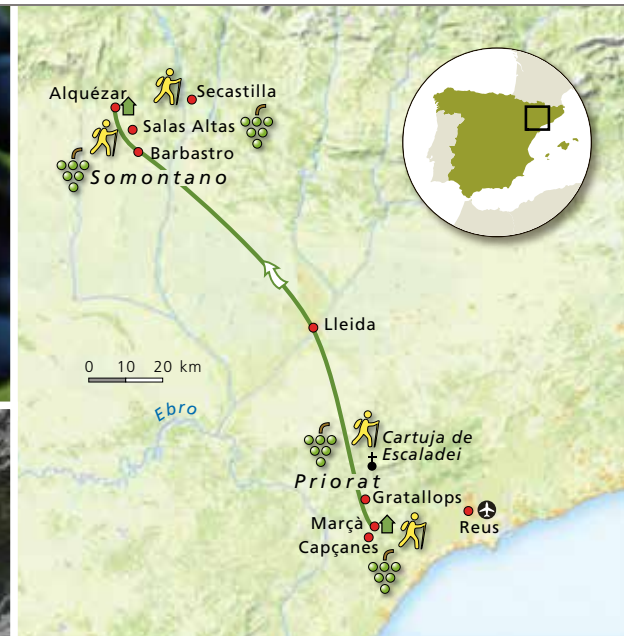 Alquézar
Secastilla
Salas Altas
Barbastro
Somontano
Lleida
0 10 20 km
Ebro
Cartuja de
Escaladei
Priorat
Gratallops
Marçà
Reus
Capçanes